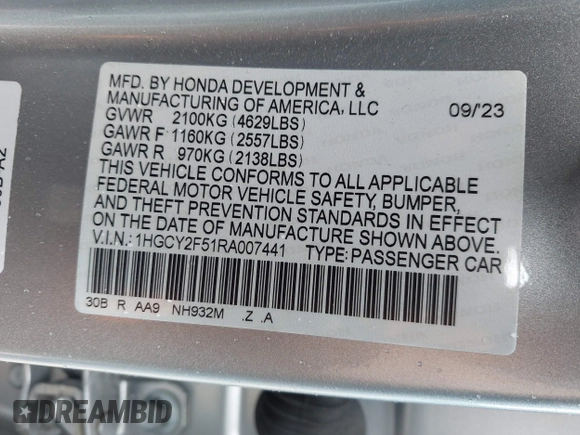 MFD. BY HONDA DEVELOPMENT &
MANUFACTURING OF AMERICA, LLC 09/'23
GVWR 2100KG (4629LBS)
GAWR F 1160KG (2557LBS)
GAWR R 970KG (2138LBS)
THIS VEHICLE CONFORMS TO ALL APPLICABLE
FEDERAL MOTOR VEHICLE SAFETY, BUMPER,
AND THEFT PREVENTION STANDARDS IN EFFECT
ON THE DATE OF MANUFACTURE SHOWN ABOVE.
V.I.N.: 1HGCY2F51RA007441 TYPE: PASSENGER CAR
30B R AA9 NH932M .Z .A
DREAMBID